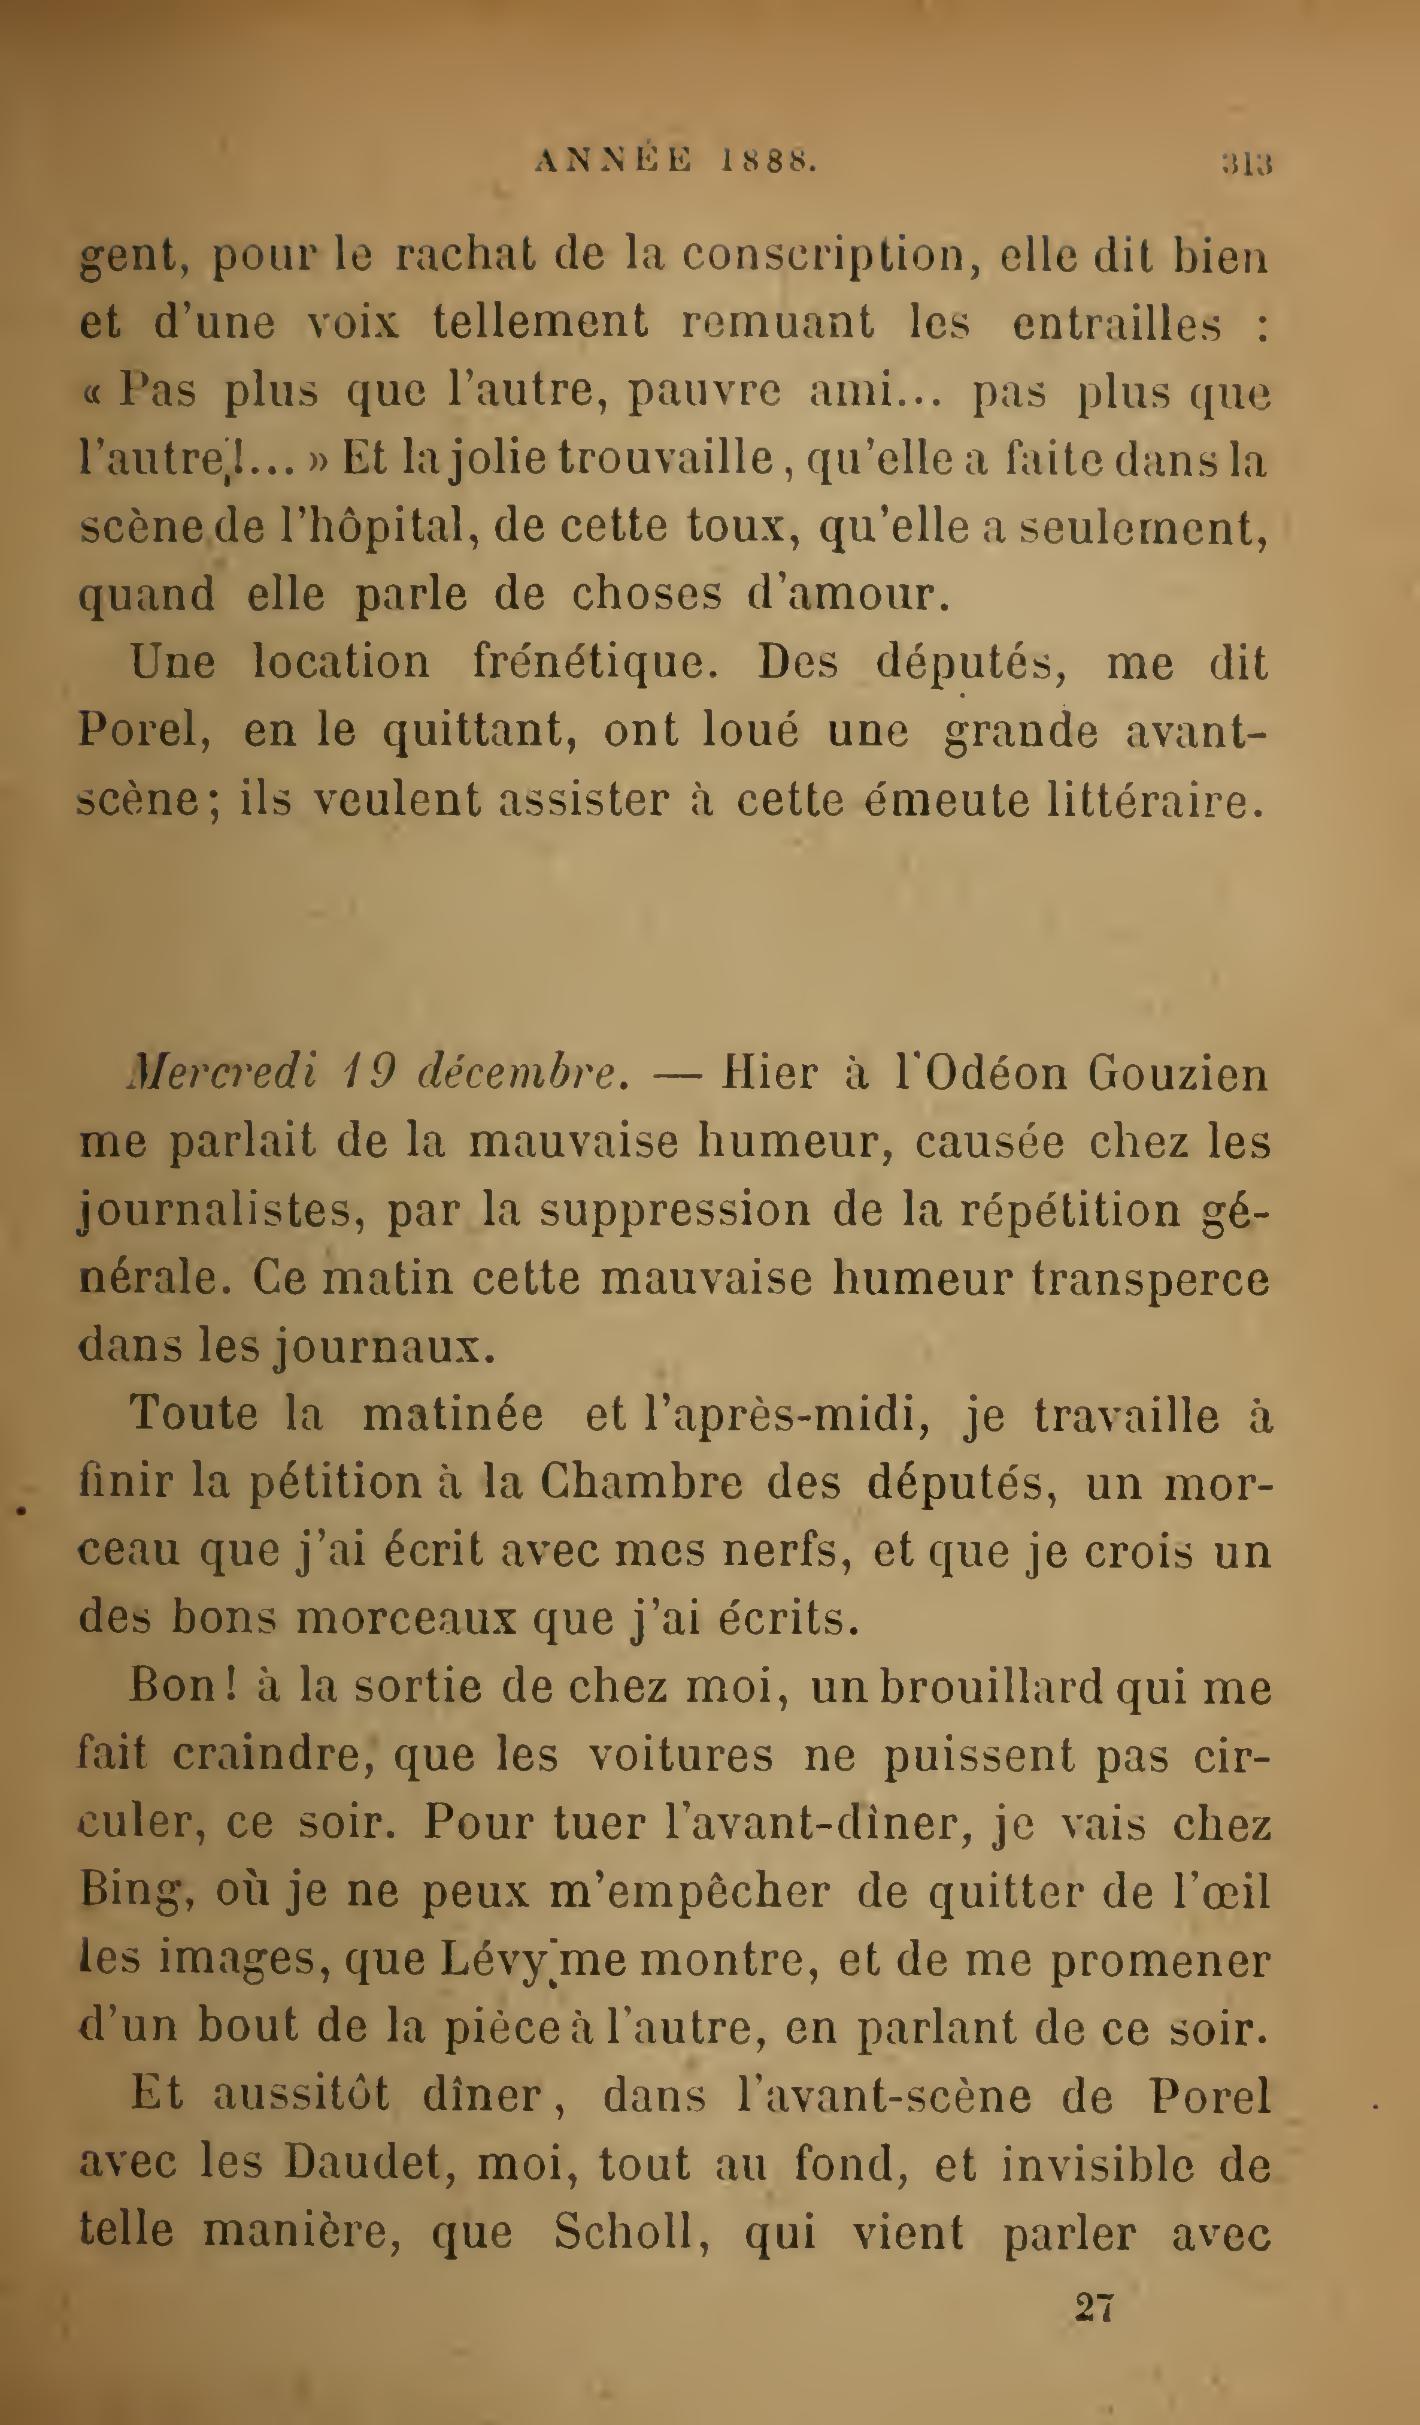 ANNÉE 1888. 313
gent, pour le rachat de la conscription, elle dit bien
et d'une voix tellement remuant les entrailles :
« Pas plus que l'autre, pauvre ami... pas plus que
l'autre!... » Et la jolie trouvaille, qu'elle a faite dans la
scène de l'hôpital, de cette toux, qu'elle a seulement,
quand elle parle de choses d'amour.
Une location frénétique. Des députés, me dit
Porel, en le quittant, ont loué une grande avant-
scène; ils veulent assister à cette émeute littéraire.
Mercredi 19 décembre. — Hier à l'Odéon Gouzien
me parlait de la mauvaise humeur, causée chez les
journalistes, par la suppression de la répétition gé-
nérale. Ce matin cette mauvaise humeur transperce
dans les journaux.
Toute la matinée et l'après-midi, je travaille à
finir la pétition à la Chambre des députés, un mor-
ceau que j'ai écrit avec mes nerfs, et que je crois un
des bons morceaux que j'ai écrits.
Bon! à la sortie de chez moi, un brouillard qui me
fait craindre, que les voitures ne puissent pas cir-
culer, ce soir. Pour tuer l'avant-dîner, je vais chez
Bing, où je ne peux m'empêcher de quitter de l'œil
les images, que Lévy me montre, et de me promener
d'un bout de la pièce à l'autre, en parlant de ce soir.
Et aussitôt dîner, dans l'avant-scène de Porel
avec les Daudet, moi, tout au fond, et invisible de
telle manière, que Scholl, qui vient parler avec
27